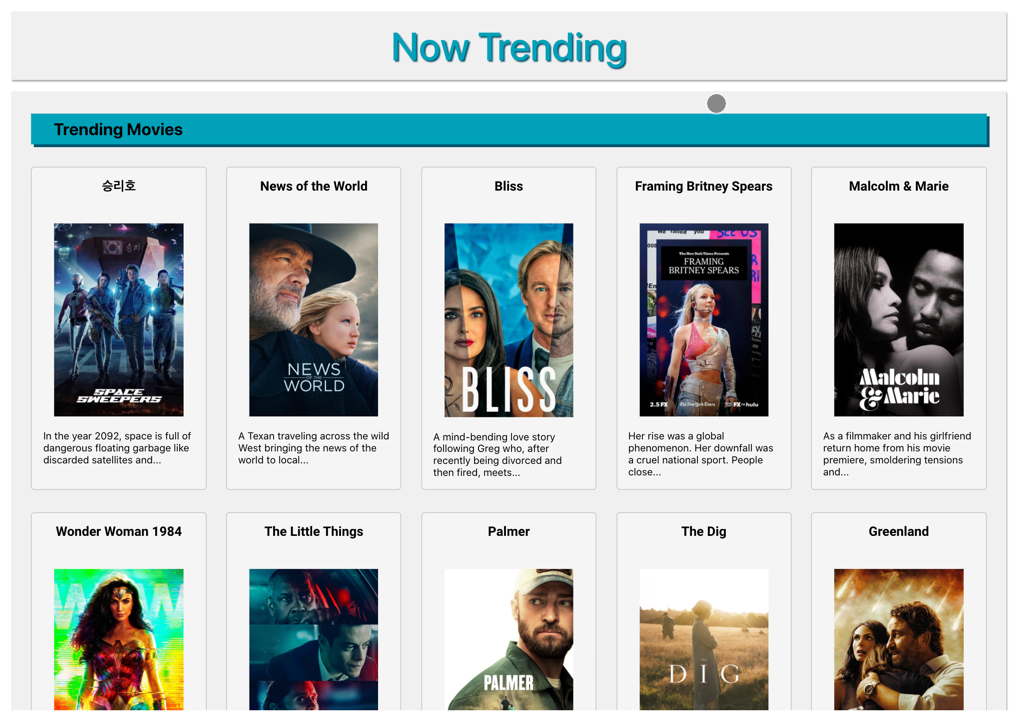 Now Trending
Trending Movies
승리호
News of the World
Bliss
Framing Britney Spears
Malcolm & Marie
승리
SPACE
SWEEPERS
NEWS
OF THE
WORLD
BLISS
The New York Times Presents
FRAMING
BRITNEY SPEARS
2.5 FX
The New York Times
FX on hulu
Malcolm
& Marie
In the year 2092, space is full of
dangerous floating garbage like
discarded satellites and...
A Texan traveling across the wild
West bringing the news of the
world to local...
A mind-bending love story
following Greg who, after
recently being divorced and
then fired, meets...
Her rise was a global
phenomenon. Her downfall was
a cruel national sport. People
close...
As a filmmaker and his girlfriend
return home from his movie
premiere, smoldering tensions
and...
Wonder Woman 1984
The Little Things
Palmer
The Dig
Greenland
PALMER
DIG